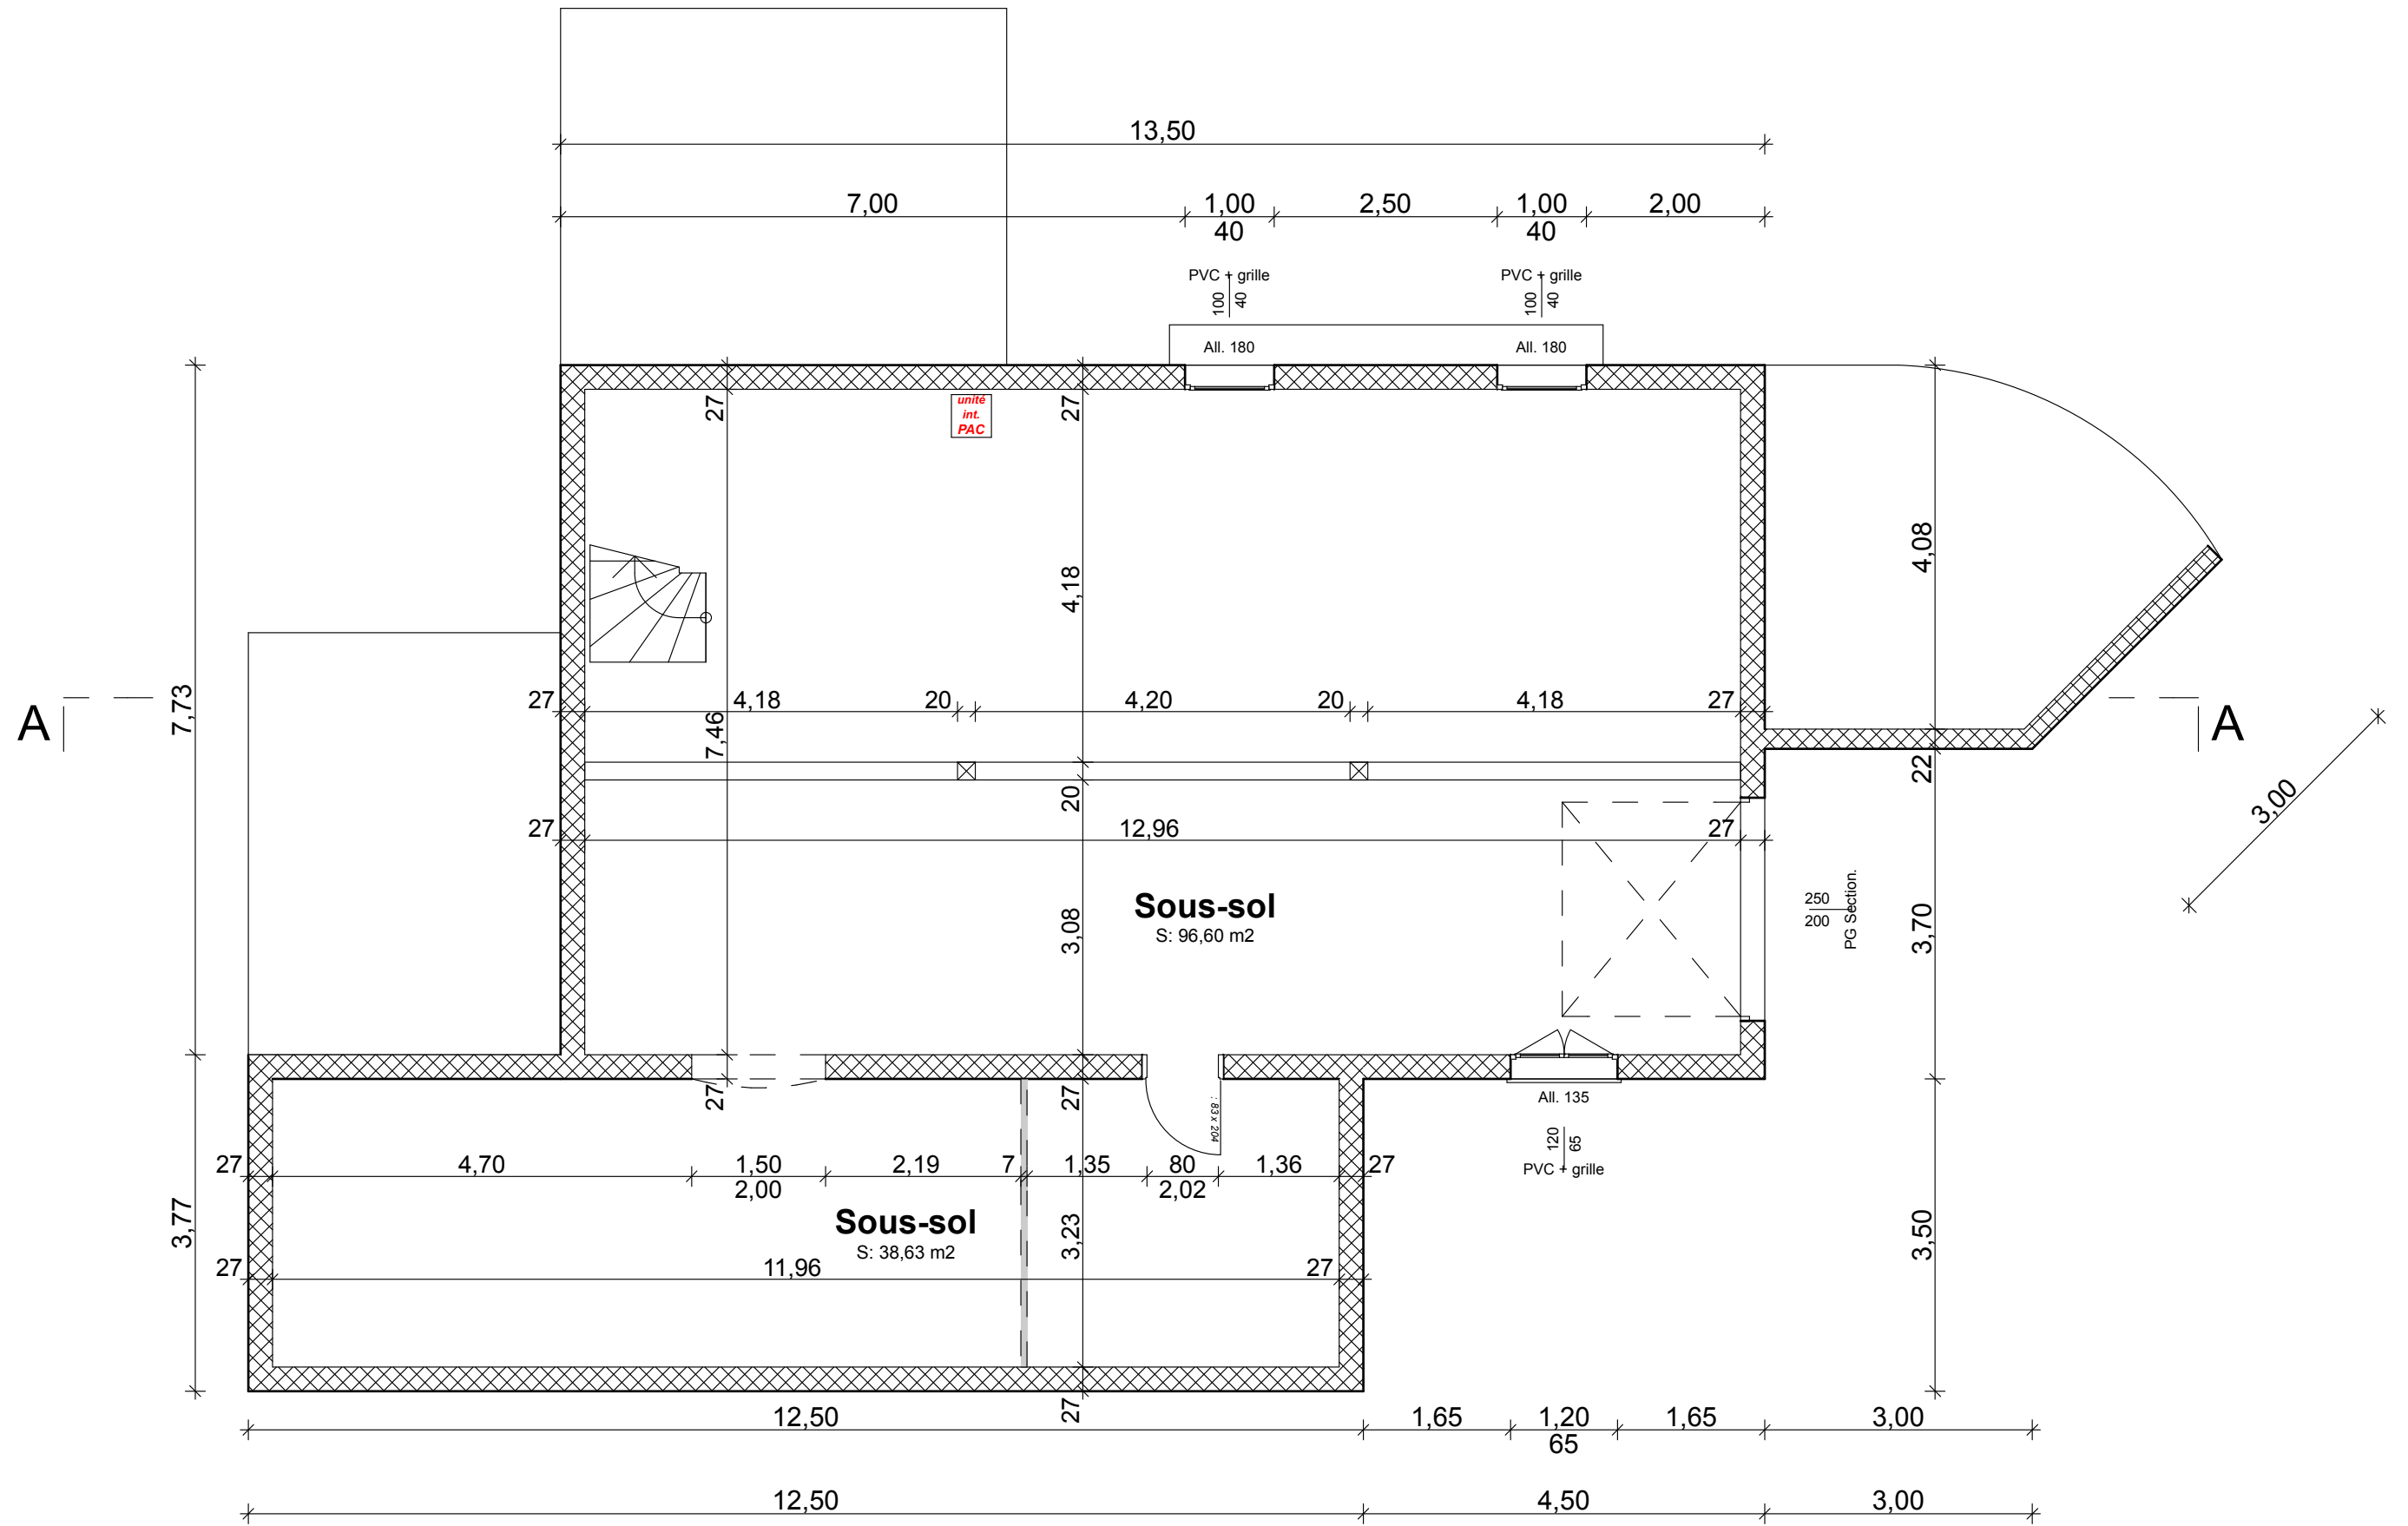 13,50
7,00 1,00 2,50 1,00 2,00
40 40
PVC + grille PVC + grille
100 40 100 40
All. 180 All. 180
unité
int.
PAC
27 27
4,08
4,18
7,73
7,46
27 4,18 20 4,20 20 4,18 27
A A
22
20
3,00
27 12,96 27
Sous-sol
S: 96,60 m2
3,08
250
200
PG Section.
3,70
27 27
All. 135
: 83 x 204
120 65
PVC + grille
27 4,70 1,50 2,19 7 1,35 80 1,36 27
2,00 2,02
3,77
Sous-sol
S: 38,63 m2
3,23
3,50
27 11,96 27
27
12,50 1,65 1,20 1,65 3,00
65
12,50 4,50 3,00